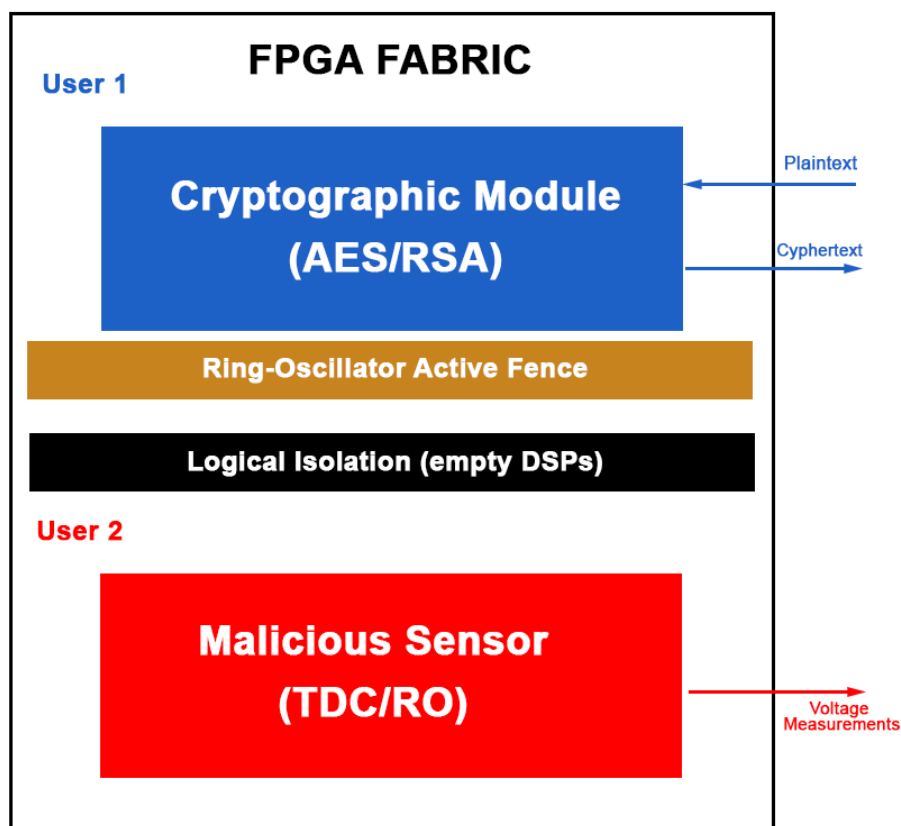 FPGA FABRIC
User 1
Cryptographic Module
(AES/RSA)
Plaintext
Cyphertext
Ring-Oscillator Active Fence
Logical Isolation (empty DSPs)
User 2
Malicious Sensor
(TDC/RO)
Voltage
Measurements